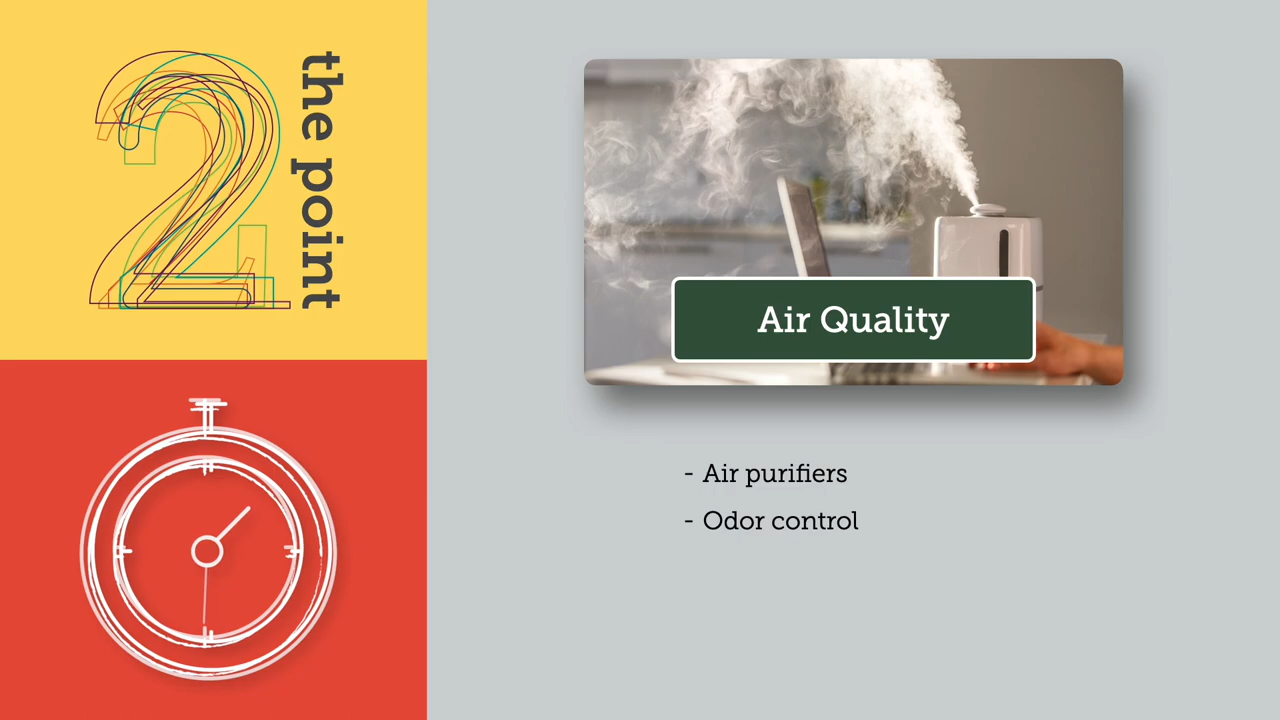 2
the point
Air Quality
- Air purifiers
- Odor control